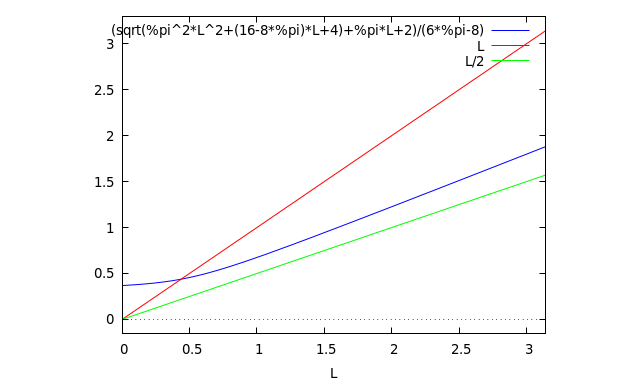 (sqrt(%pi^2*L^2+(16-8*%pi)*L+4)+%pi*L+2)/(6*%pi-8)
L
L/2
3
2.5
2
1.5
1
0.5
0
0 0.5 1 1.5 2 2.5 3
L